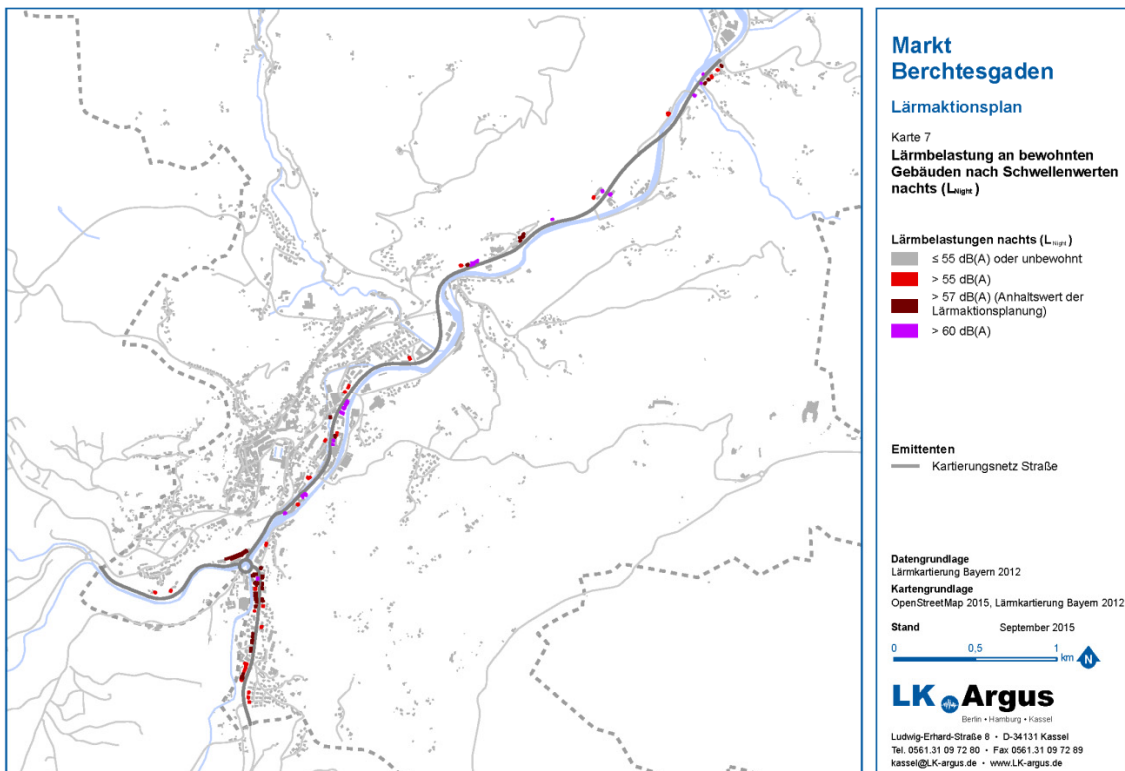 Markt
Berchtesgaden
Lärmaktionsplan
Karte 7
Lärmbelastung an bewohnten
Gebäuden nach Schwellenwerten
nachts (LNight)
Lärmbelastungen nachts (LNight)
≤ 55 dB(A) oder unbewohnt
> 55 dB(A)
> 57 dB(A) (Anhaltswert der
Lärmaktionsplanung)
> 60 dB(A)
Emittenten
Kartierungsnetz Straße
Datengrundlage
Lärmkartierung Bayern 2012
Kartengrundlage
OpenStreetMap 2015, Lärmkartierung Bayern 2012
Stand September 2015
0 0,5 1
km N
LK Argus
Berlin • Hamburg • Kassel
Ludwig-Erhard-Straße 8 • D-34131 Kassel
Tel. 0561.31 09 72 80 • Fax 0561.31 09 72 89
kassel@LK-argus.de • www.LK-argus.de